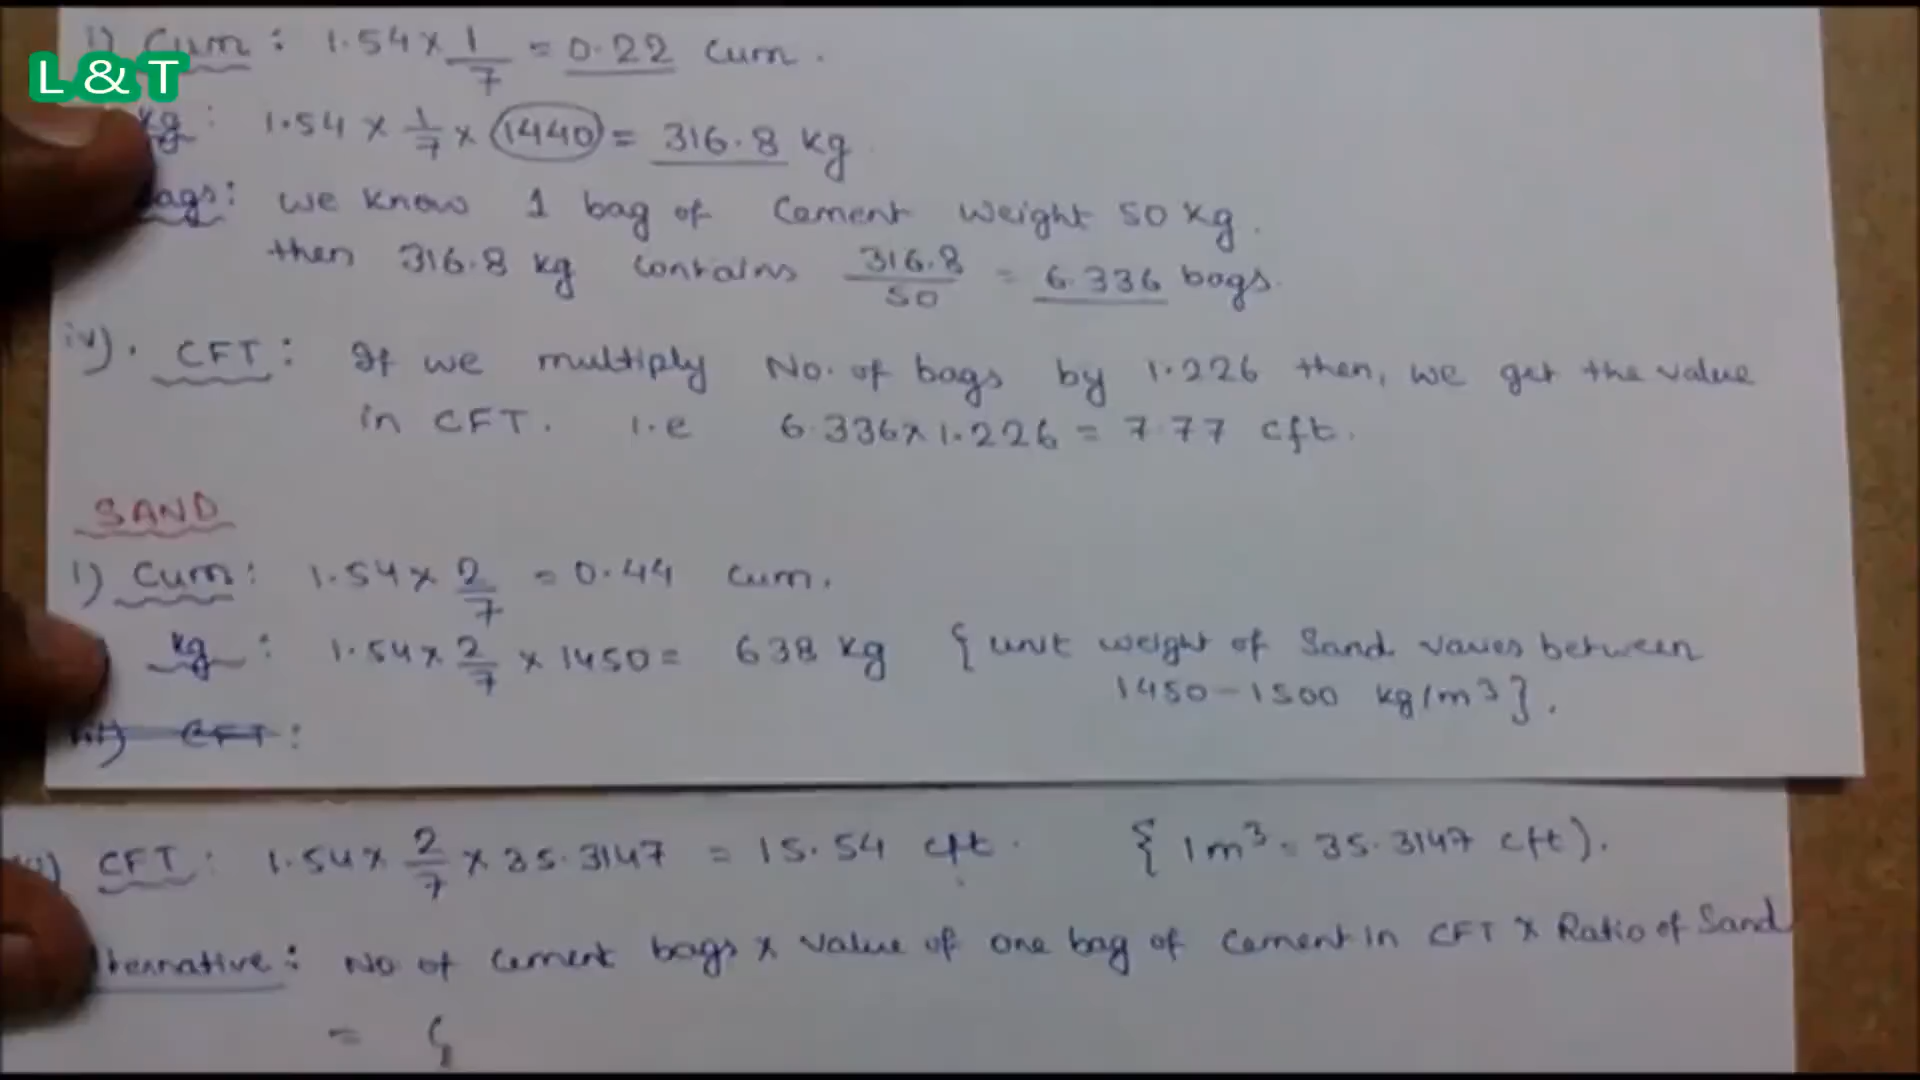 i) Cum : 1.54 x 1/7 = 0.22 cum.
L & T
kg : 1.54 x 1/7 x 1440 = 316.8 kg
ags : we know 1 bag of Cement weight 50 kg.
then 316.8 kg contains 316.8/50 = 6.336 bags.
iv). CFT : If we multiply No. of bags by 1.226 then, we get the value
in CFT. i.e 6.336 x 1.226 = 7.77 cft.
SAND
i) Cum : 1.54 x 2/7 = 0.44 cum.
kg : 1.54 x 2/7 x 1450 = 638 kg { unit weight of Sand varies between
1450-1500 kg/m³}.
iii) CFT :
CFT : 1.54 x 2/7 x 35.3147 = 15.54 cft. { 1m³ = 35.3147 cft).
ternative : No of cement bags x value of one bag of cement in CFT x Ratio of Sand
= 6